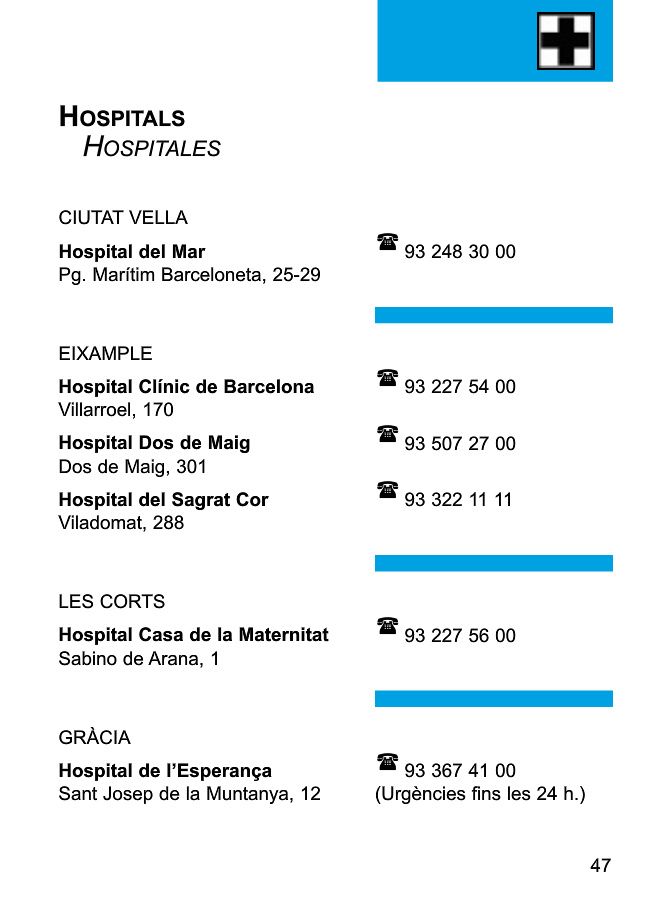 HOSPITALS
HOSPITALES
CIUTAT VELLA
Hospital del Mar ☎ 93 248 30 00
Pg. Marítim Barceloneta, 25-29
EIXAMPLE
Hospital Clínic de Barcelona ☎ 93 227 54 00
Villarroel, 170
Hospital Dos de Maig ☎ 93 507 27 00
Dos de Maig, 301
Hospital del Sagrat Cor ☎ 93 322 11 11
Viladomat, 288
LES CORTS
Hospital Casa de la Maternitat ☎ 93 227 56 00
Sabino de Arana, 1
GRÀCIA
Hospital de l’Esperança ☎ 93 367 41 00
Sant Josep de la Muntanya, 12 (Urgències fins les 24 h.)
47